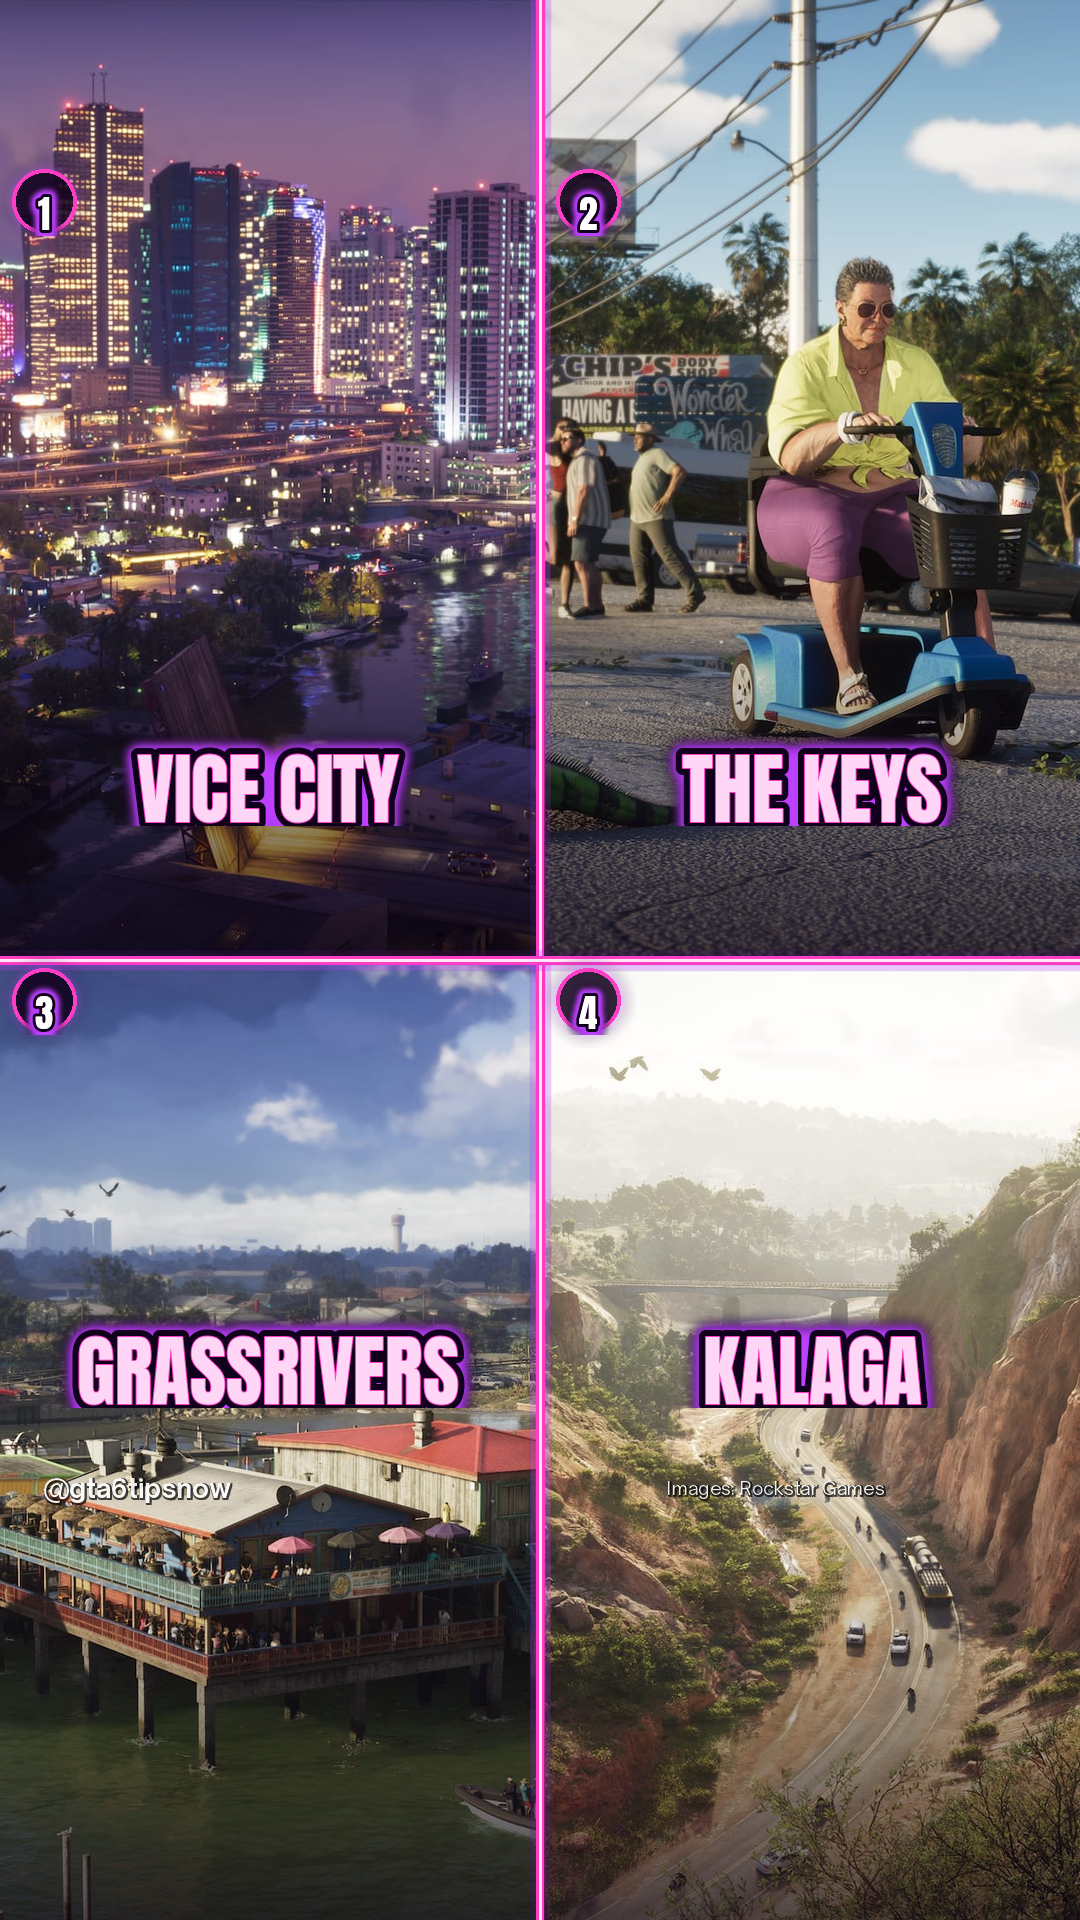 1
2
CHIP'S BODY SHOP
HAVING A
Wonder
Whale
VICE CITY
THE KEYS
3
4
GRASSRIVERS
KALAGA
@gta6tipsnow
Images: Rockstar Games